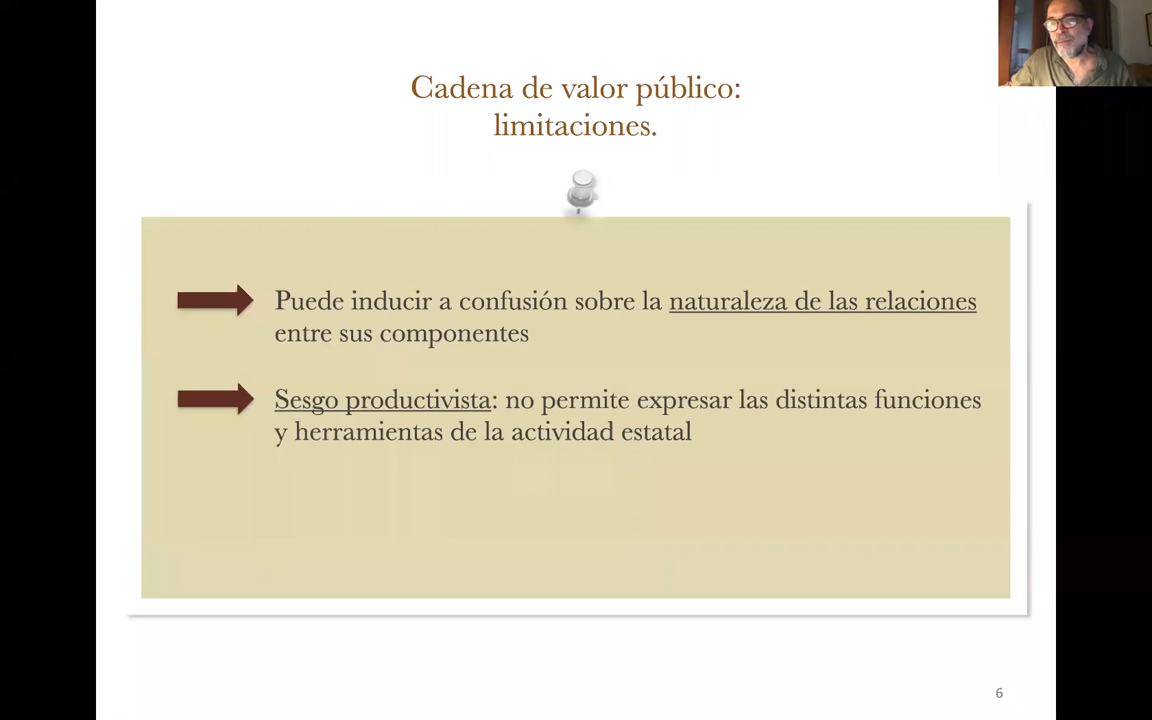 Cadena de valor público:
limitaciones.
Puede inducir a confusión sobre la naturaleza de las relaciones
entre sus componentes
Sesgo productivista: no permite expresar las distintas funciones
y herramientas de la actividad estatal
6